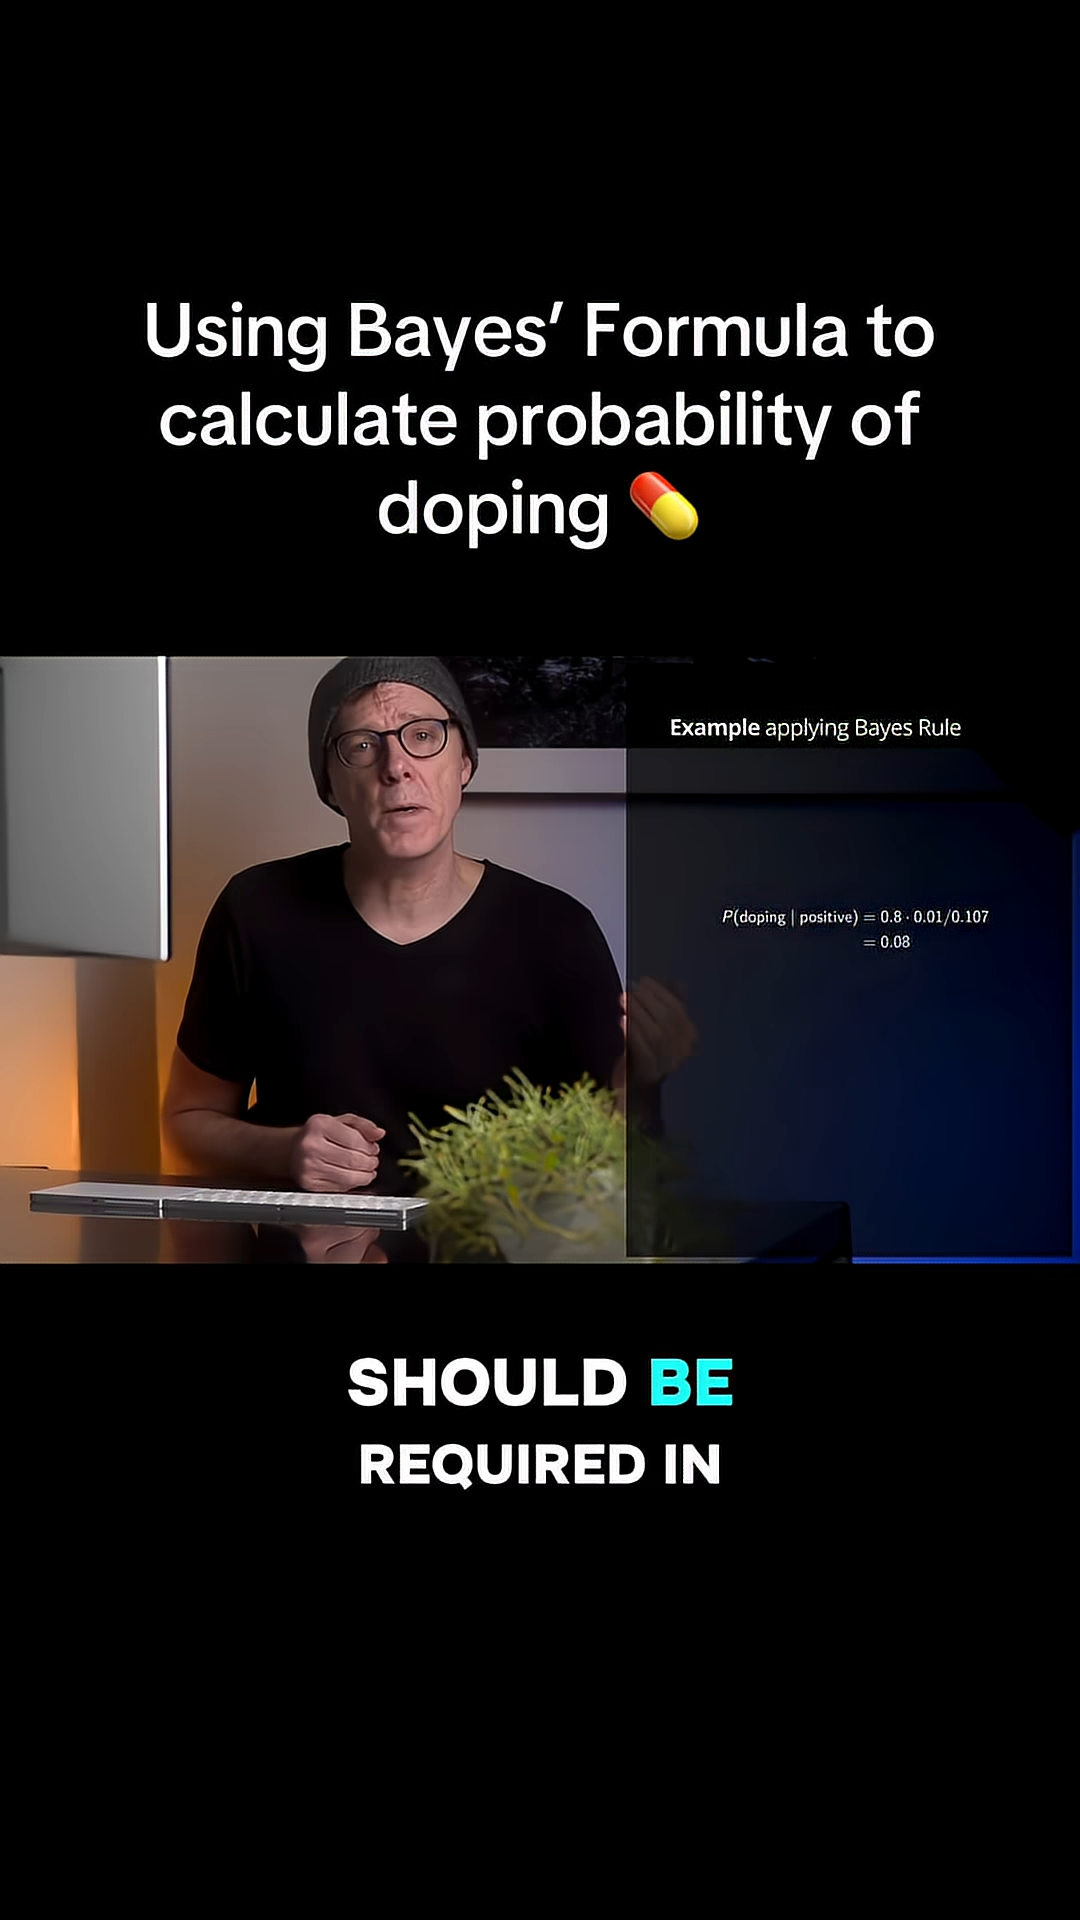 Using Bayes’ Formula to
calculate probability of
doping 💊
Example applying Bayes Rule
P(doping | positive) = 0.8 · 0.01/0.107
= 0.08
SHOULD BE
REQUIRED IN